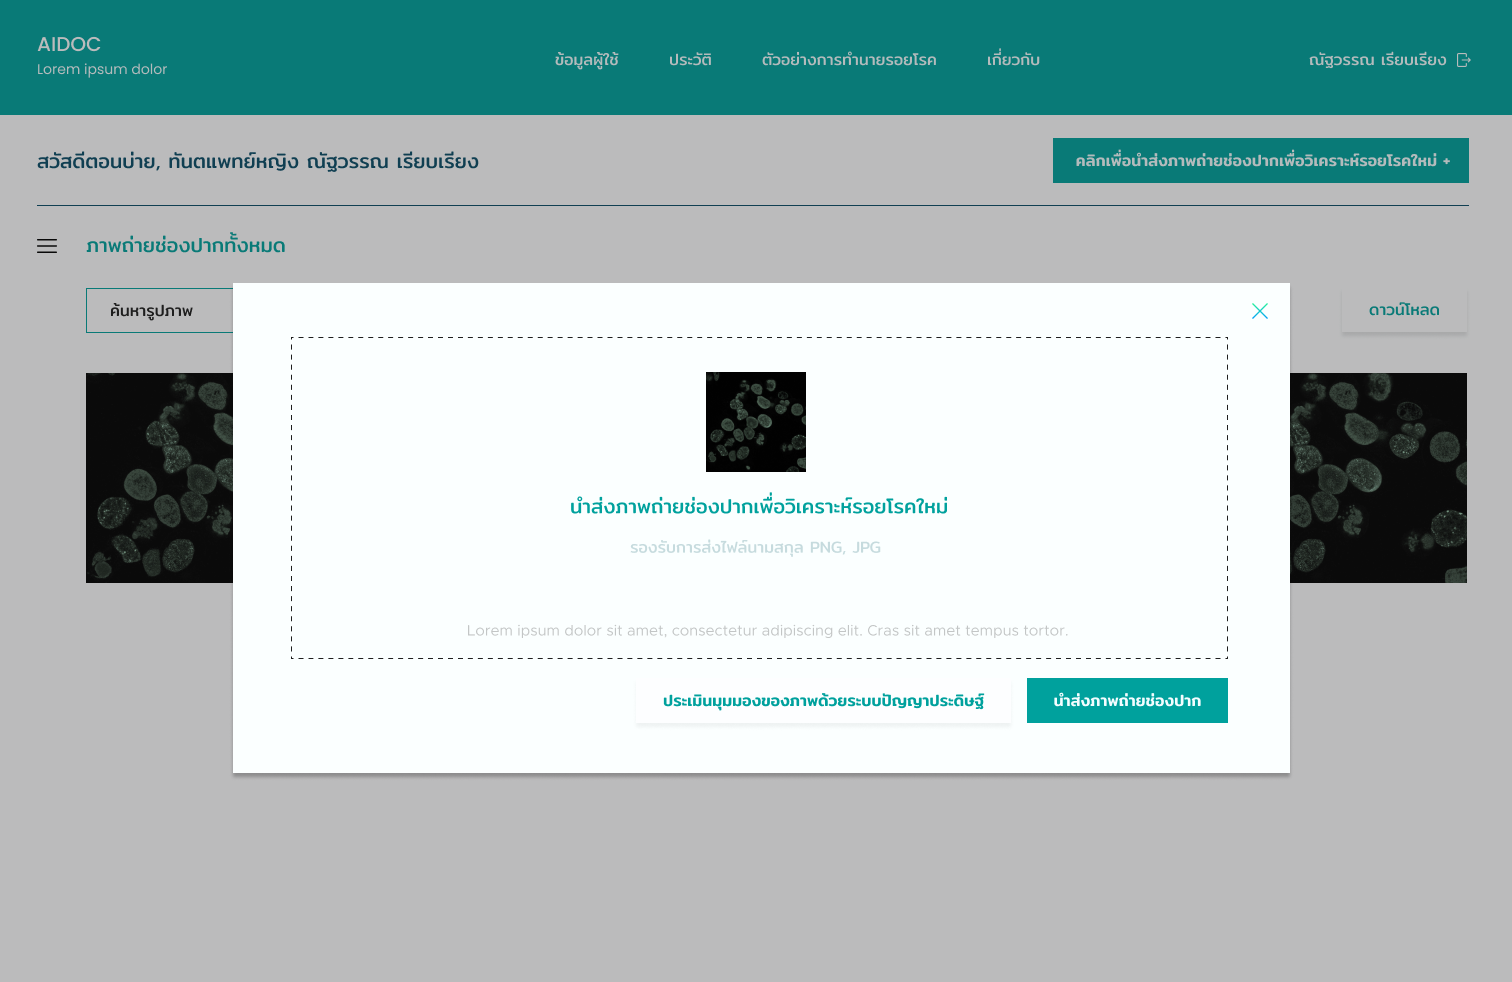 AIDOC
Lorem ipsum dolor
ข้อมูลผู้ใช้
ประวัติ
ตัวอย่างการทำนายรอยโรค
เกี่ยวกับ
ณัฐวรรณ เรียบเรียง
สวัสดีตอนบ่าย, ทันตแพทย์หญิง ณัฐวรรณ เรียบเรียง
คลิกเพื่อนำส่งภาพถ่ายช่องปากเพื่อวิเคราะห์รอยโรคใหม่ +
ภาพถ่ายช่องปากทั้งหมด
ค้นหารูปภาพ
ดาวน์โหลด
นำส่งภาพถ่ายช่องปากเพื่อวิเคราะห์รอยโรคใหม่
รองรับการส่งไฟล์นามสกุล PNG, JPG
Lorem ipsum dolor sit amet, consectetur adipiscing elit. Cras sit amet tempus tortor.
ประเมินมุมมองของภาพด้วยระบบปัญญาประดิษฐ์
นำส่งภาพถ่ายช่องปาก